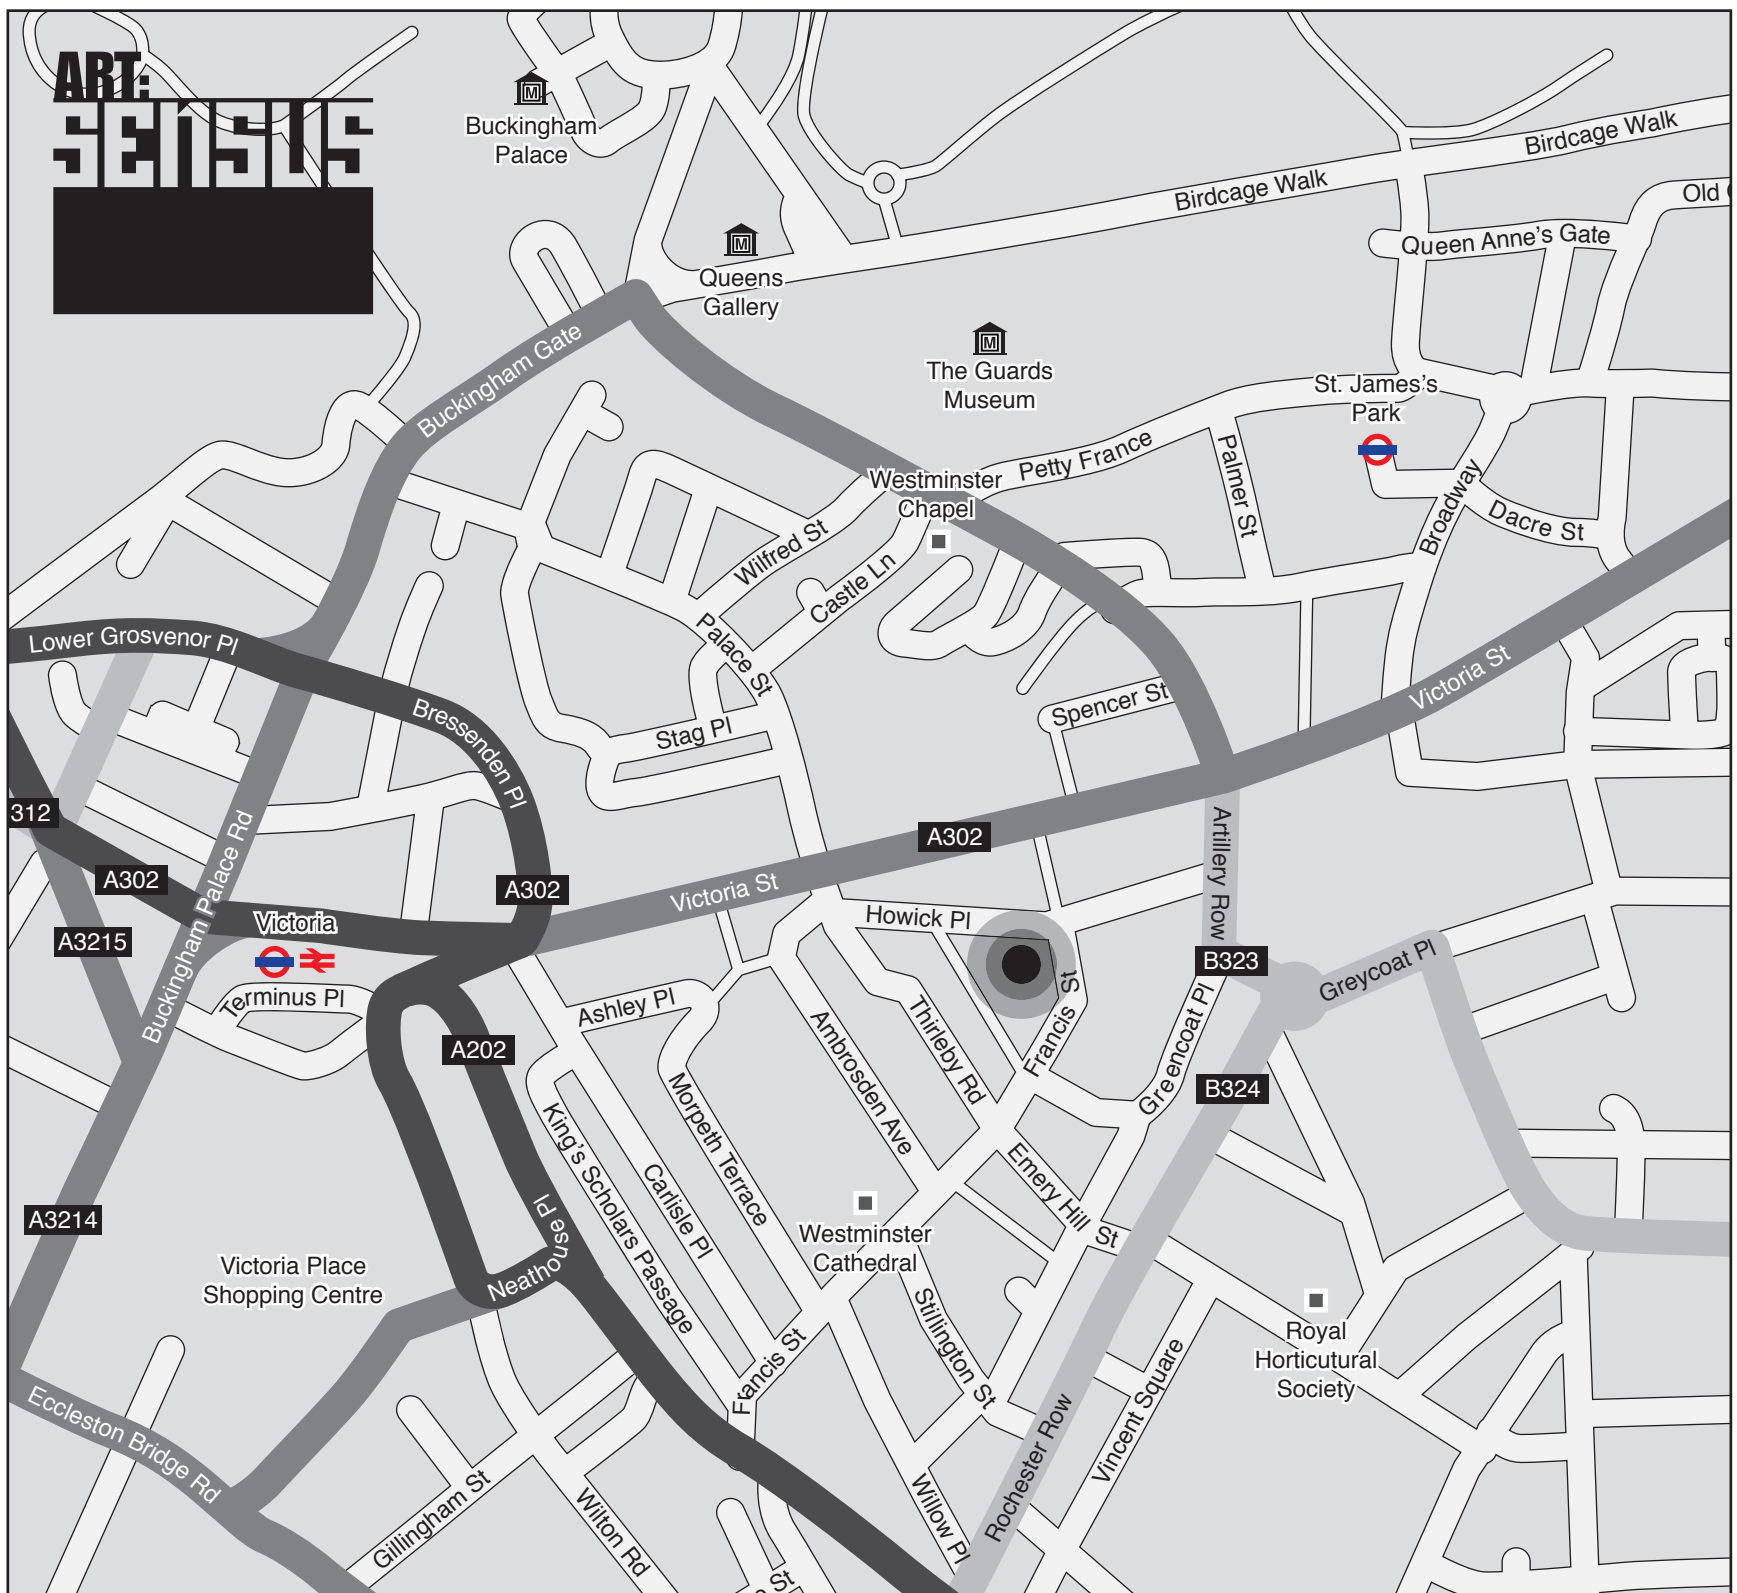 ART:
SENSUS
Buckingham
Palace
Birdcage Walk
Birdcage Walk
Old
Queen Anne's Gate
Queens
Gallery
The Guards
Museum
Buckingham Gate
St. James's
Park
Petty France
Palmer St
Broadway
Dacre St
Westminster
Chapel
Wilfred St
Castle Ln
Palace St
Lower Grosvenor Pl
Bressenden Pl
Stag Pl
Spencer St
Victoria St
312
A302
A302
A302
Victoria St
Artillery Row
Buckingham Palace Rd
Victoria
A3215
Howick Pl
B323
Greycoat Pl
Terminus Pl
Ashley Pl
Francis St
Thirleby Rd
Ambrosden Ave
Greencoat Pl
A202
B324
Morpeth Terrace
King's Scholars Passage
Carlisle Pl
Emery Hill St
A3214
Neathouse Pl
Westminster
Cathedral
Victoria Place
Shopping Centre
Stillington St
Francis St
Royal
Horticutural
Society
Vincent Square
Rochester Row
Eccleston Bridge Rd
Gillingham St
Wilton Rd
Willow Pl
St